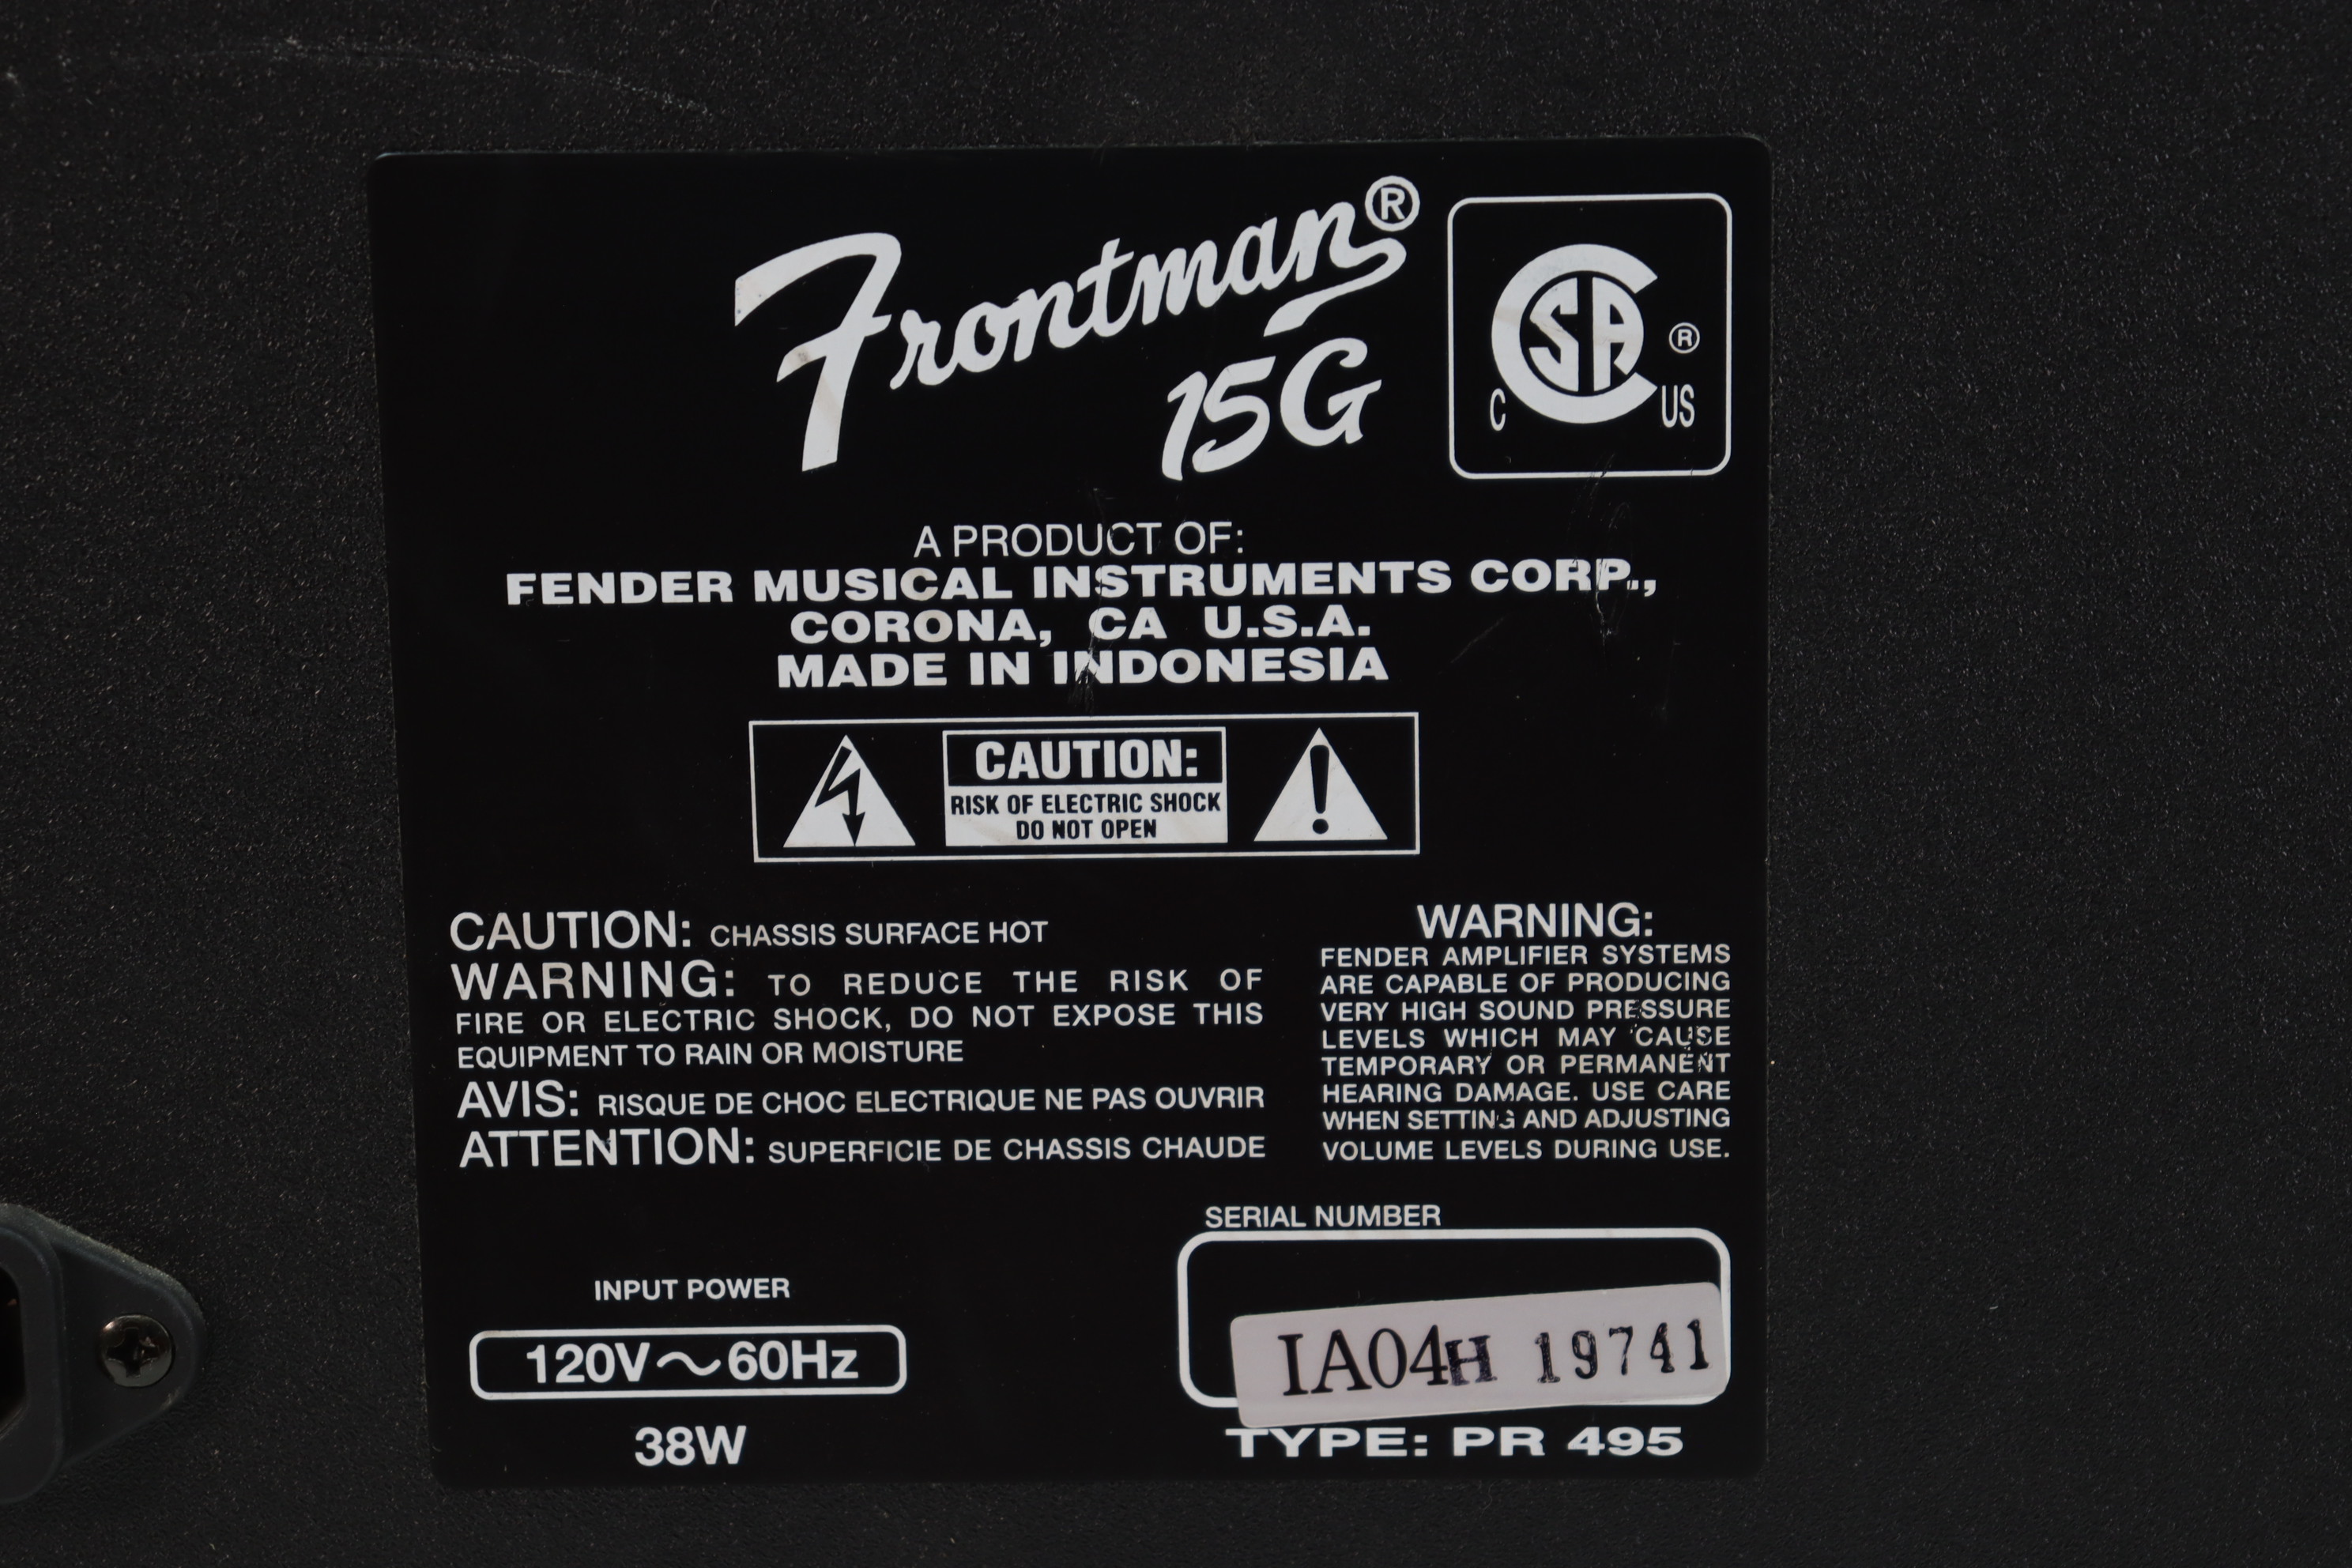 Frontman®
15G
CSA ®
C US
A PRODUCT OF:
FENDER MUSICAL INSTRUMENTS CORP.,
CORONA, CA U.S.A.
MADE IN INDONESIA
CAUTION:
RISK OF ELECTRIC SHOCK
DO NOT OPEN
CAUTION: CHASSIS SURFACE HOT
WARNING: TO REDUCE THE RISK OF
FIRE OR ELECTRIC SHOCK, DO NOT EXPOSE THIS
EQUIPMENT TO RAIN OR MOISTURE
AVIS: RISQUE DE CHOC ELECTRIQUE NE PAS OUVRIR
ATTENTION: SUPERFICIE DE CHASSIS CHAUDE
WARNING:
FENDER AMPLIFIER SYSTEMS
ARE CAPABLE OF PRODUCING
VERY HIGH SOUND PRESSURE
LEVELS WHICH MAY CAUSE
TEMPORARY OR PERMANENT
HEARING DAMAGE. USE CARE
WHEN SETTING AND ADJUSTING
VOLUME LEVELS DURING USE.
INPUT POWER
120V~60Hz
38W
SERIAL NUMBER
IA04H 19741
TYPE: PR 495